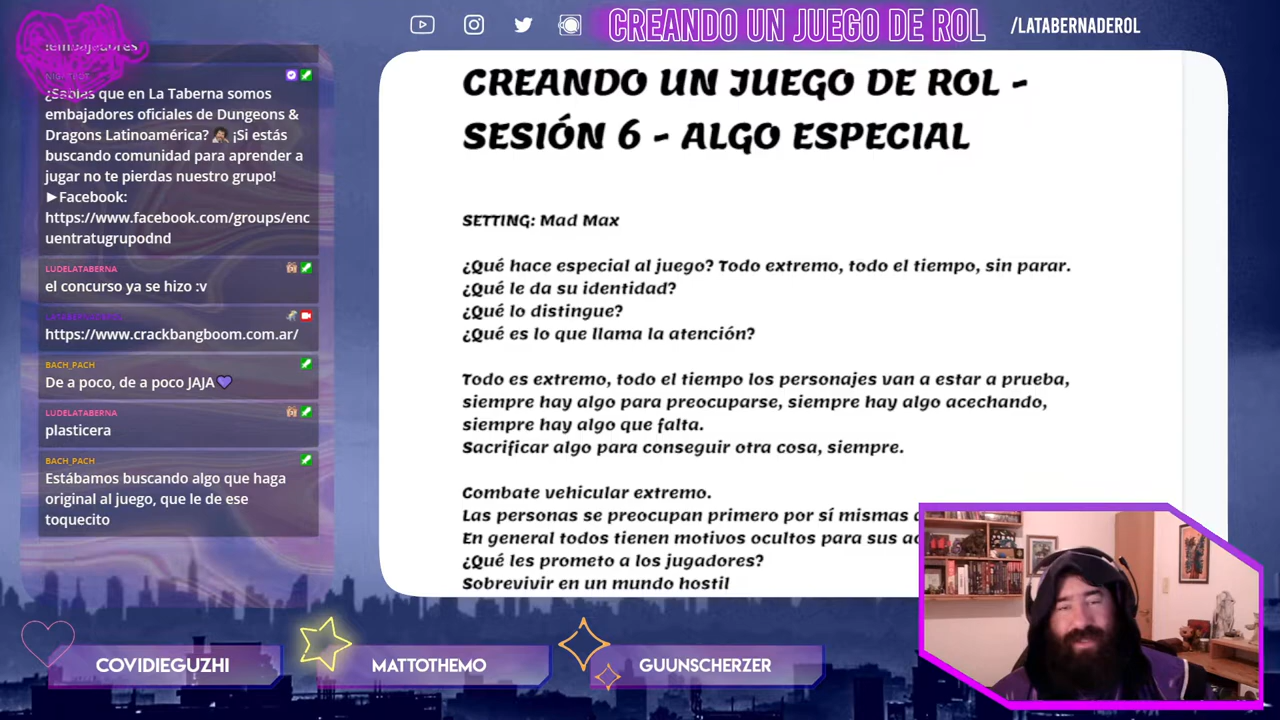 CREANDO UN JUEGO DE ROL
/LATABERNADEROL
!embajadores
NIGHTBOT
¿Sabías que en La Taberna somos
embajadores oficiales de Dungeons &
Dragons Latinoamérica? ¡Si estás
buscando comunidad para aprender a
jugar no te pierdas nuestro grupo!
►Facebook:
https://www.facebook.com/groups/enc
uentratugrupodnd
LUDELATABERNA
el concurso ya se hizo :v
https://www.crackbangboom.com.ar/
BACH_PACH
De a poco, de a poco JAJA💜
LUDELATABERNA
plasticera
BACH_PACH
Estábamos buscando algo que haga
original al juego, que le de ese
toquecito
CREANDO UN JUEGO DE ROL -
SESIÓN 6 - ALGO ESPECIAL
SETTING: Mad Max
¿Qué hace especial al juego? Todo extremo, todo el tiempo, sin parar.
¿Qué le da su identidad?
¿Qué lo distingue?
¿Qué es lo que llama la atención?
Todo es extremo, todo el tiempo los personajes van a estar a prueba,
siempre hay algo para preocuparse, siempre hay algo acechando,
siempre hay algo que falta.
Sacrificar algo para conseguir otra cosa, siempre.
Combate vehicular extremo.
Las personas se preocupan primero por sí mismas
En general todos tienen motivos ocultos para sus
¿Qué les prometo a los jugadores?
Sobrevivir en un mundo hostil
COVIDIEGUZHI
MATTOTHEMO
GUUNSCHERZER